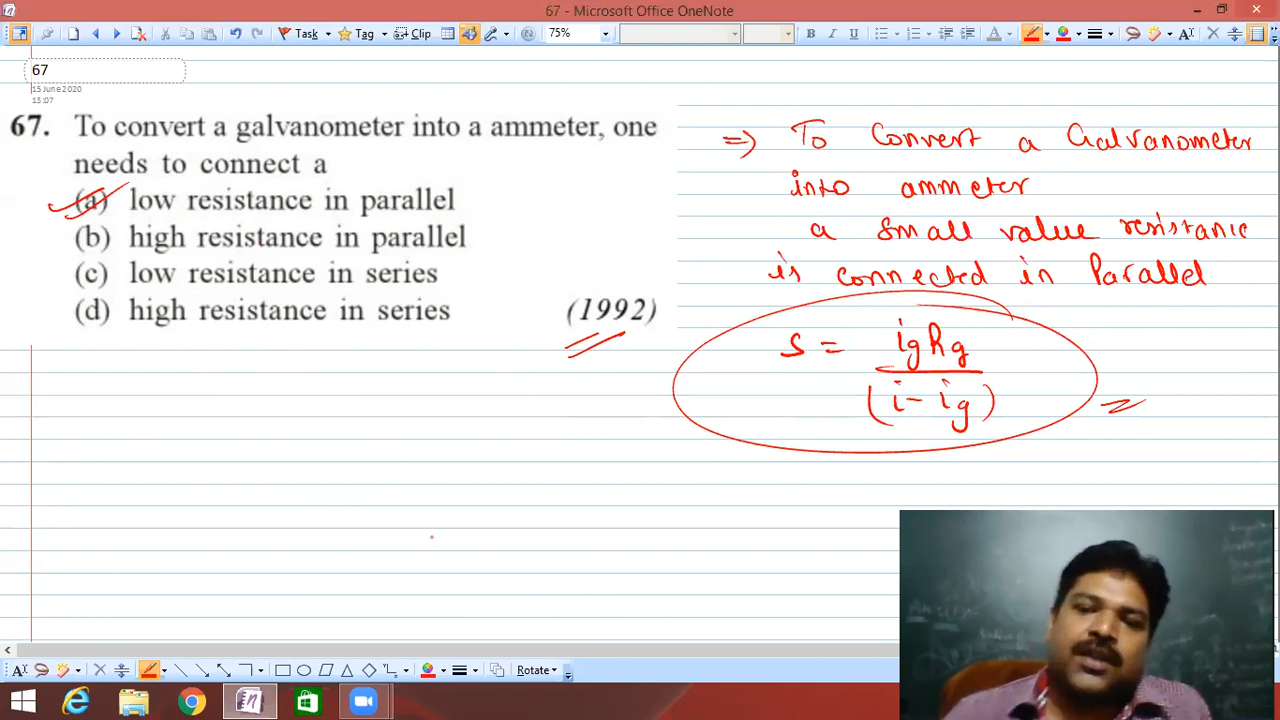 67 - Microsoft Office OneNote
Task
Tag
Clip
75%
B I U
67
15 June 2020
13:07
67. To convert a galvanometer into a ammeter, one
needs to connect a
(a) low resistance in parallel
(b) high resistance in parallel
(c) low resistance in series
(d) high resistance in series (1992)
⇒ To Convert a Galvanometer
into ammeter
a small value resistance
is connected in Parallel
S = igRg / (i - ig)
Rotate